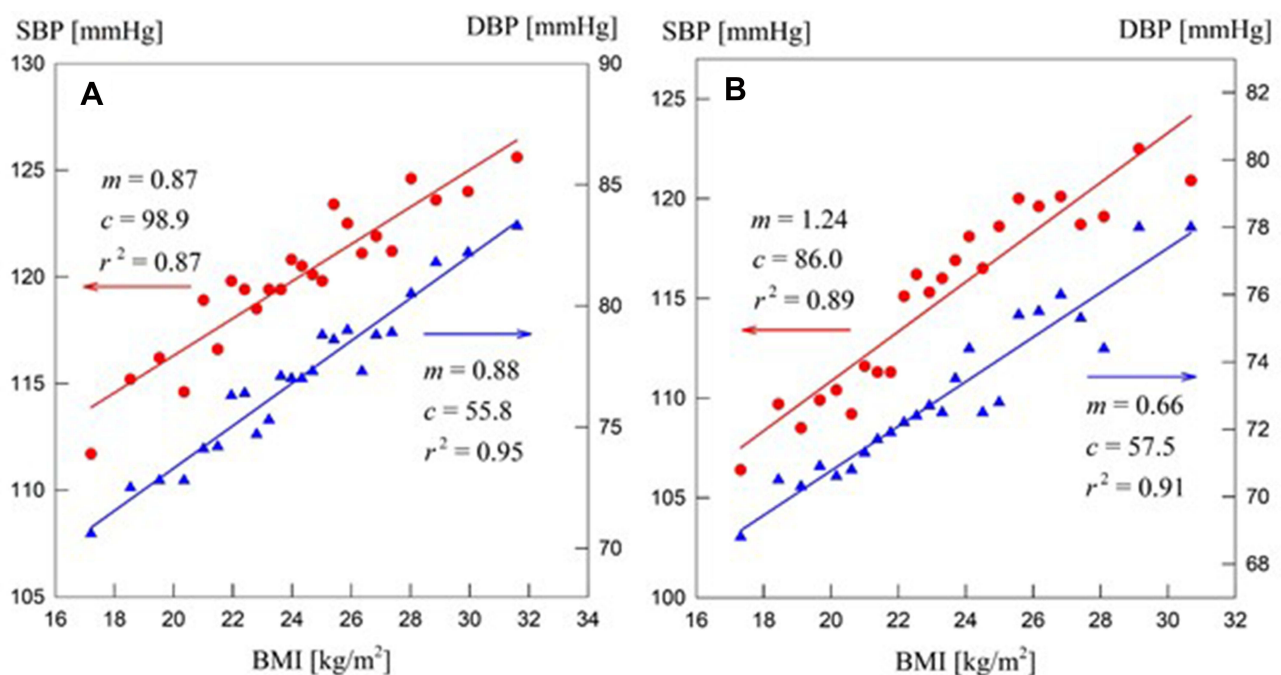 SBP [mmHg]
DBP [mmHg]
A
130
125
120
115
110
105
90
85
80
75
70
m = 0.87
c = 98.9
r² = 0.87
m = 0.88
c = 55.8
r² = 0.95
16 18 20 22 24 26 28 30 32 34
BMI [kg/m²]
SBP [mmHg]
DBP [mmHg]
B
125
120
115
110
105
100
82
80
78
76
74
72
70
68
m = 1.24
c = 86.0
r² = 0.89
m = 0.66
c = 57.5
r² = 0.91
16 18 20 22 24 26 28 30 32
BMI [kg/m²]